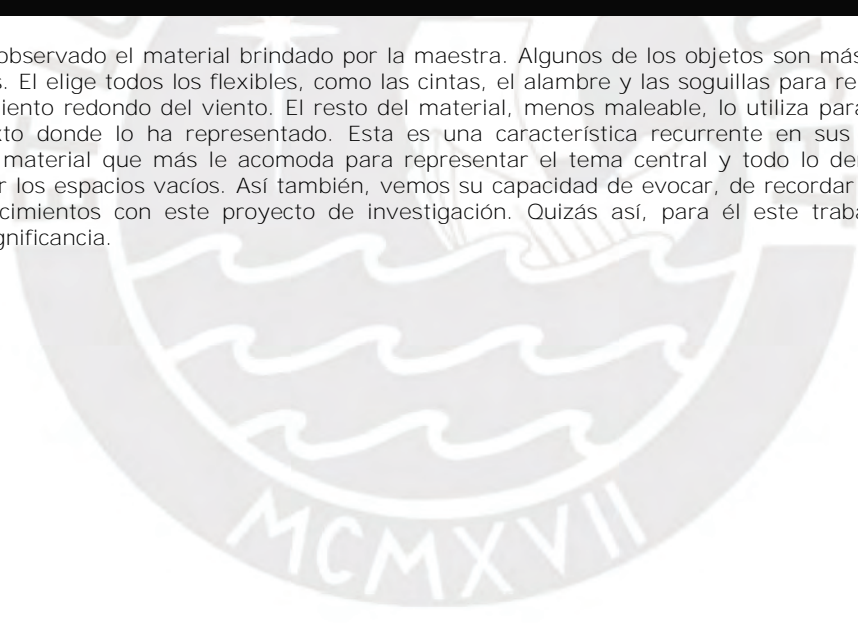 observado el material brindado por la maestra. Algunos de los objetos son más
s. El elige todos los flexibles, como las cintas, el alambre y las soguillas para re
iento redondo del viento. El resto del material, menos maleable, lo utiliza para
xto donde lo ha representado. Esta es una característica recurrente en sus
material que más le acomoda para representar el tema central y todo lo de
r los espacios vacíos. Así también, vemos su capacidad de evocar, de recordar
cimientos con este proyecto de investigación. Quizás así, para él este traba
gnificancia.
MCMXVII